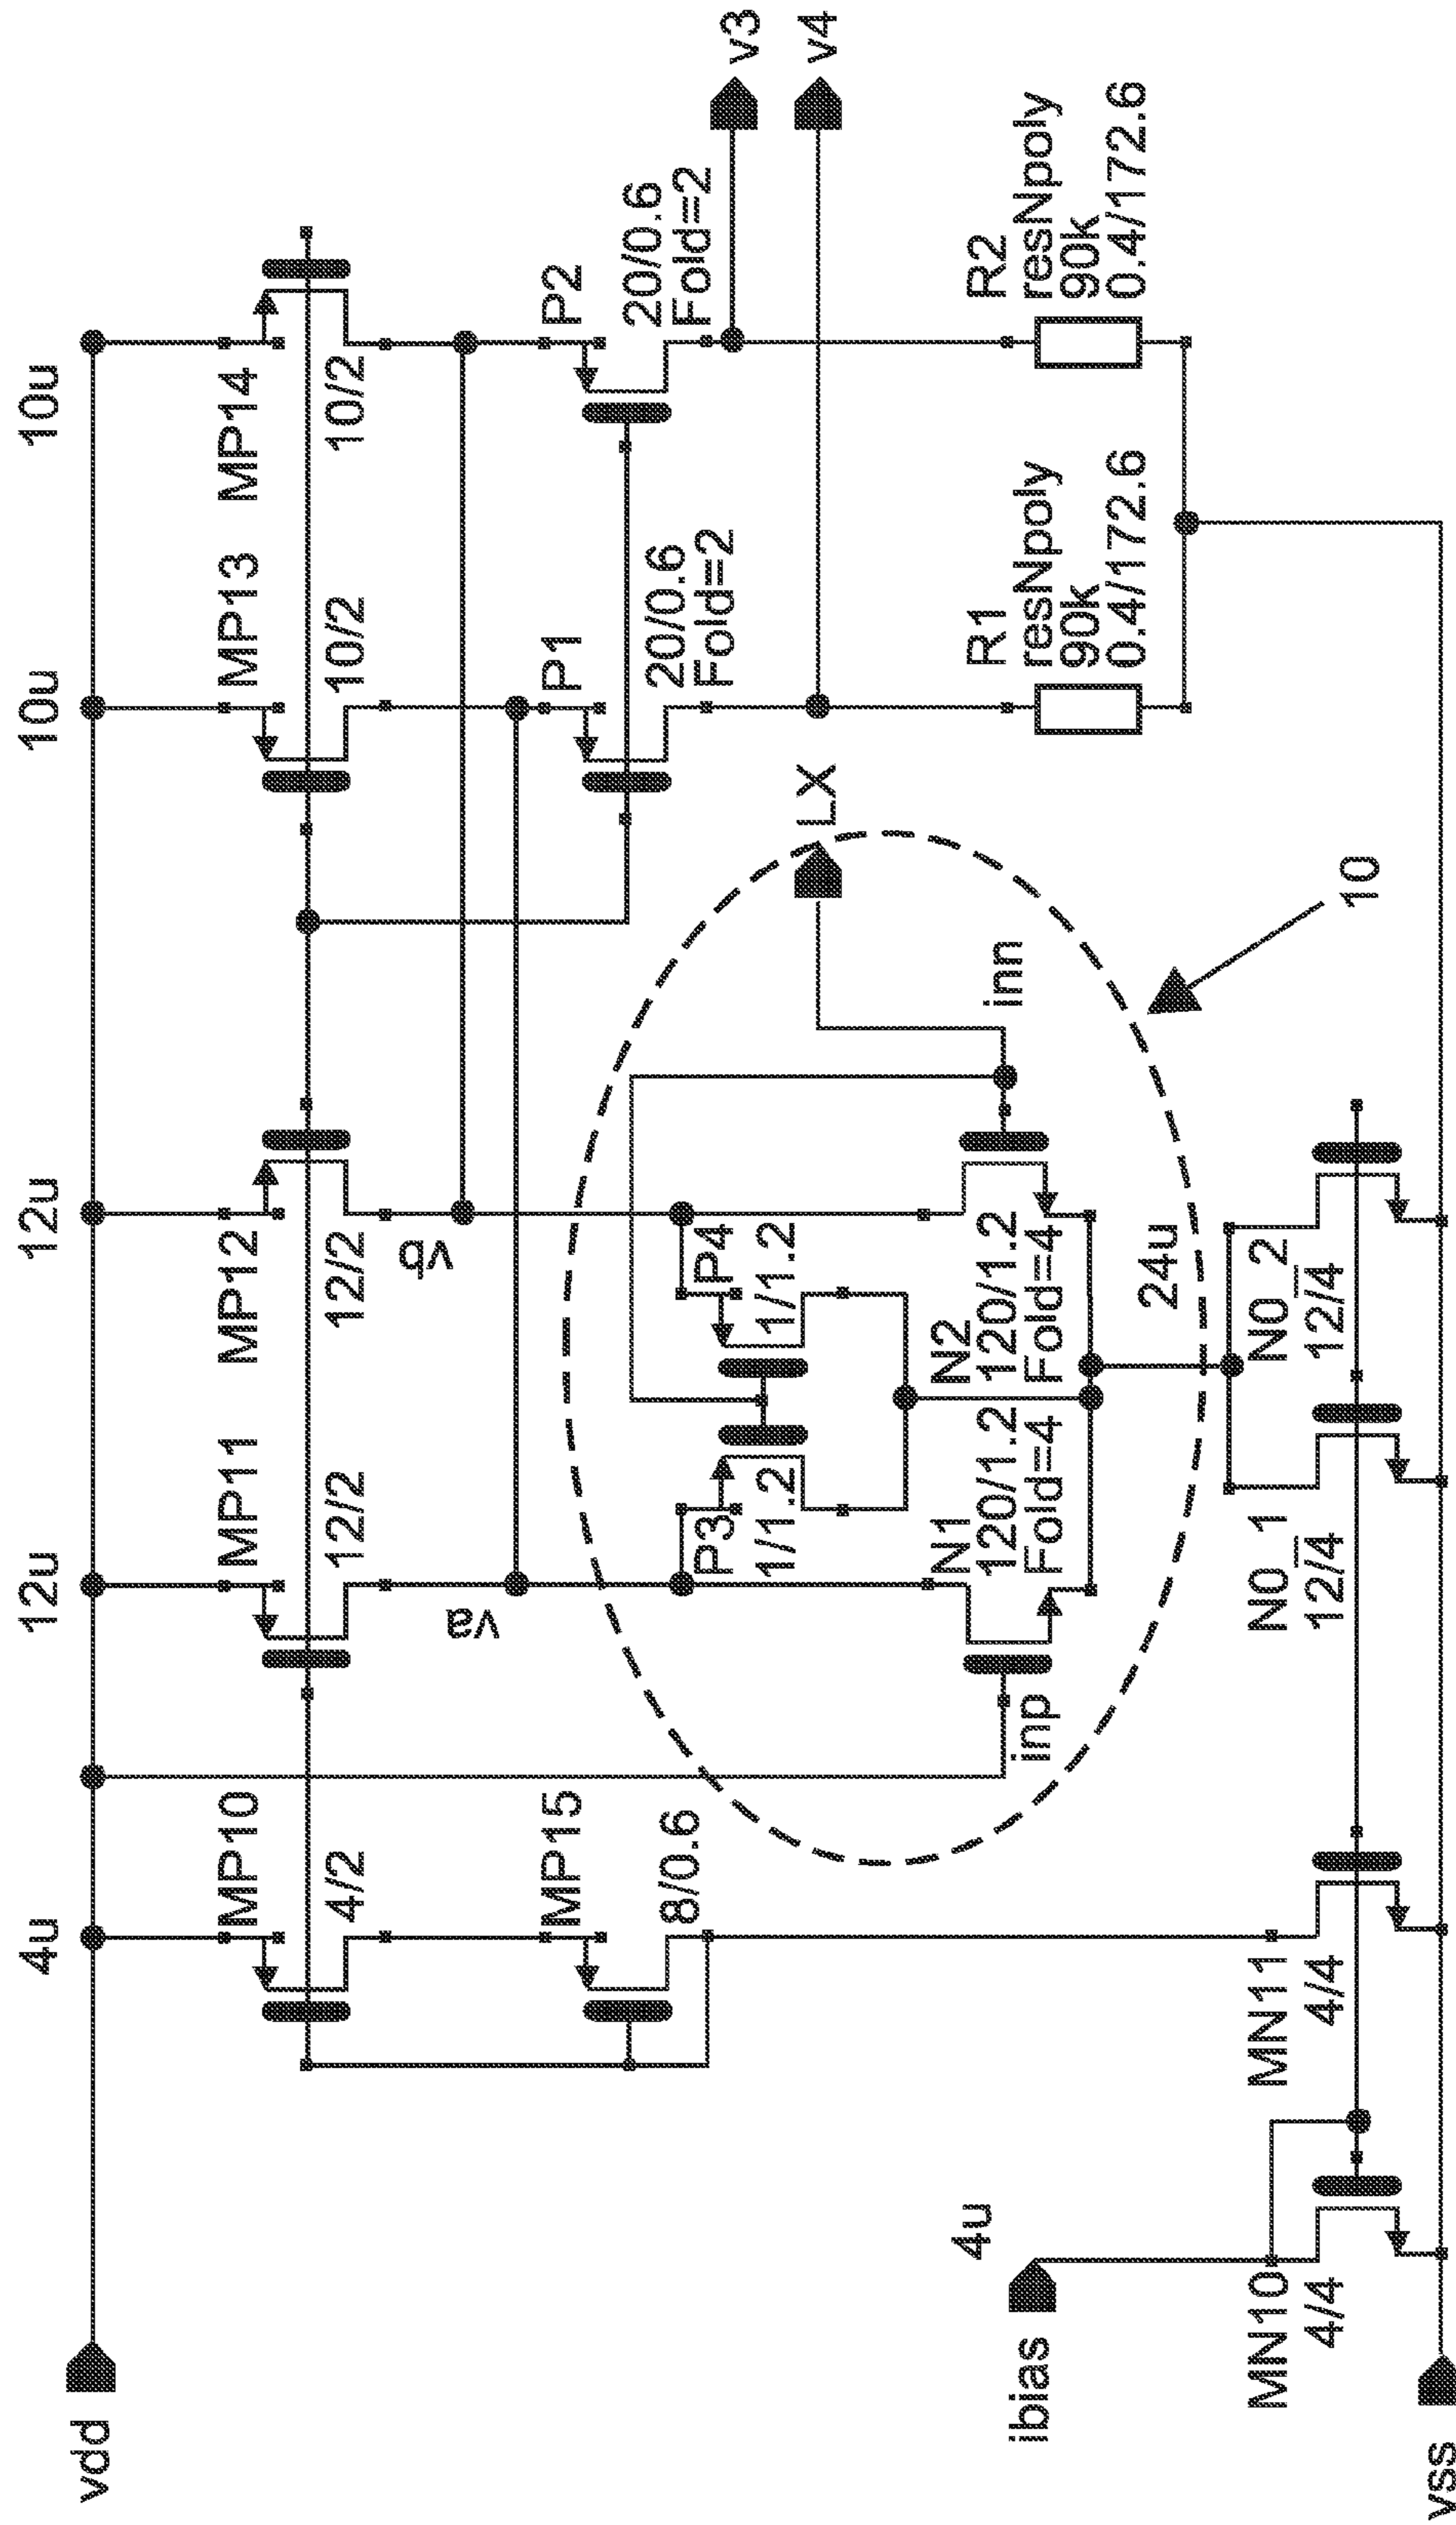 4u
12u
12u
10u
10u
vdd
MP10
4/2
MP11
12/2
MP12
12/2
MP13
10/2
MP14
10/2
va
vb
MP15
8/0.6
P1
20/0.6
Fold=2
P2
20/0.6
Fold=2
v3
v4
P3
1/1.2
P4
1/1.2
LX
inp
inn
N1
120/1.2
Fold=4
N2
120/1.2
Fold=4
R1
resNpoly
90k
0.4/172.6
R2
resNpoly
90k
0.4/172.6
24u
10
4u
ibias
MN10
4/4
MN11
4/4
N0_1
12/4
N0_2
12/4
vss